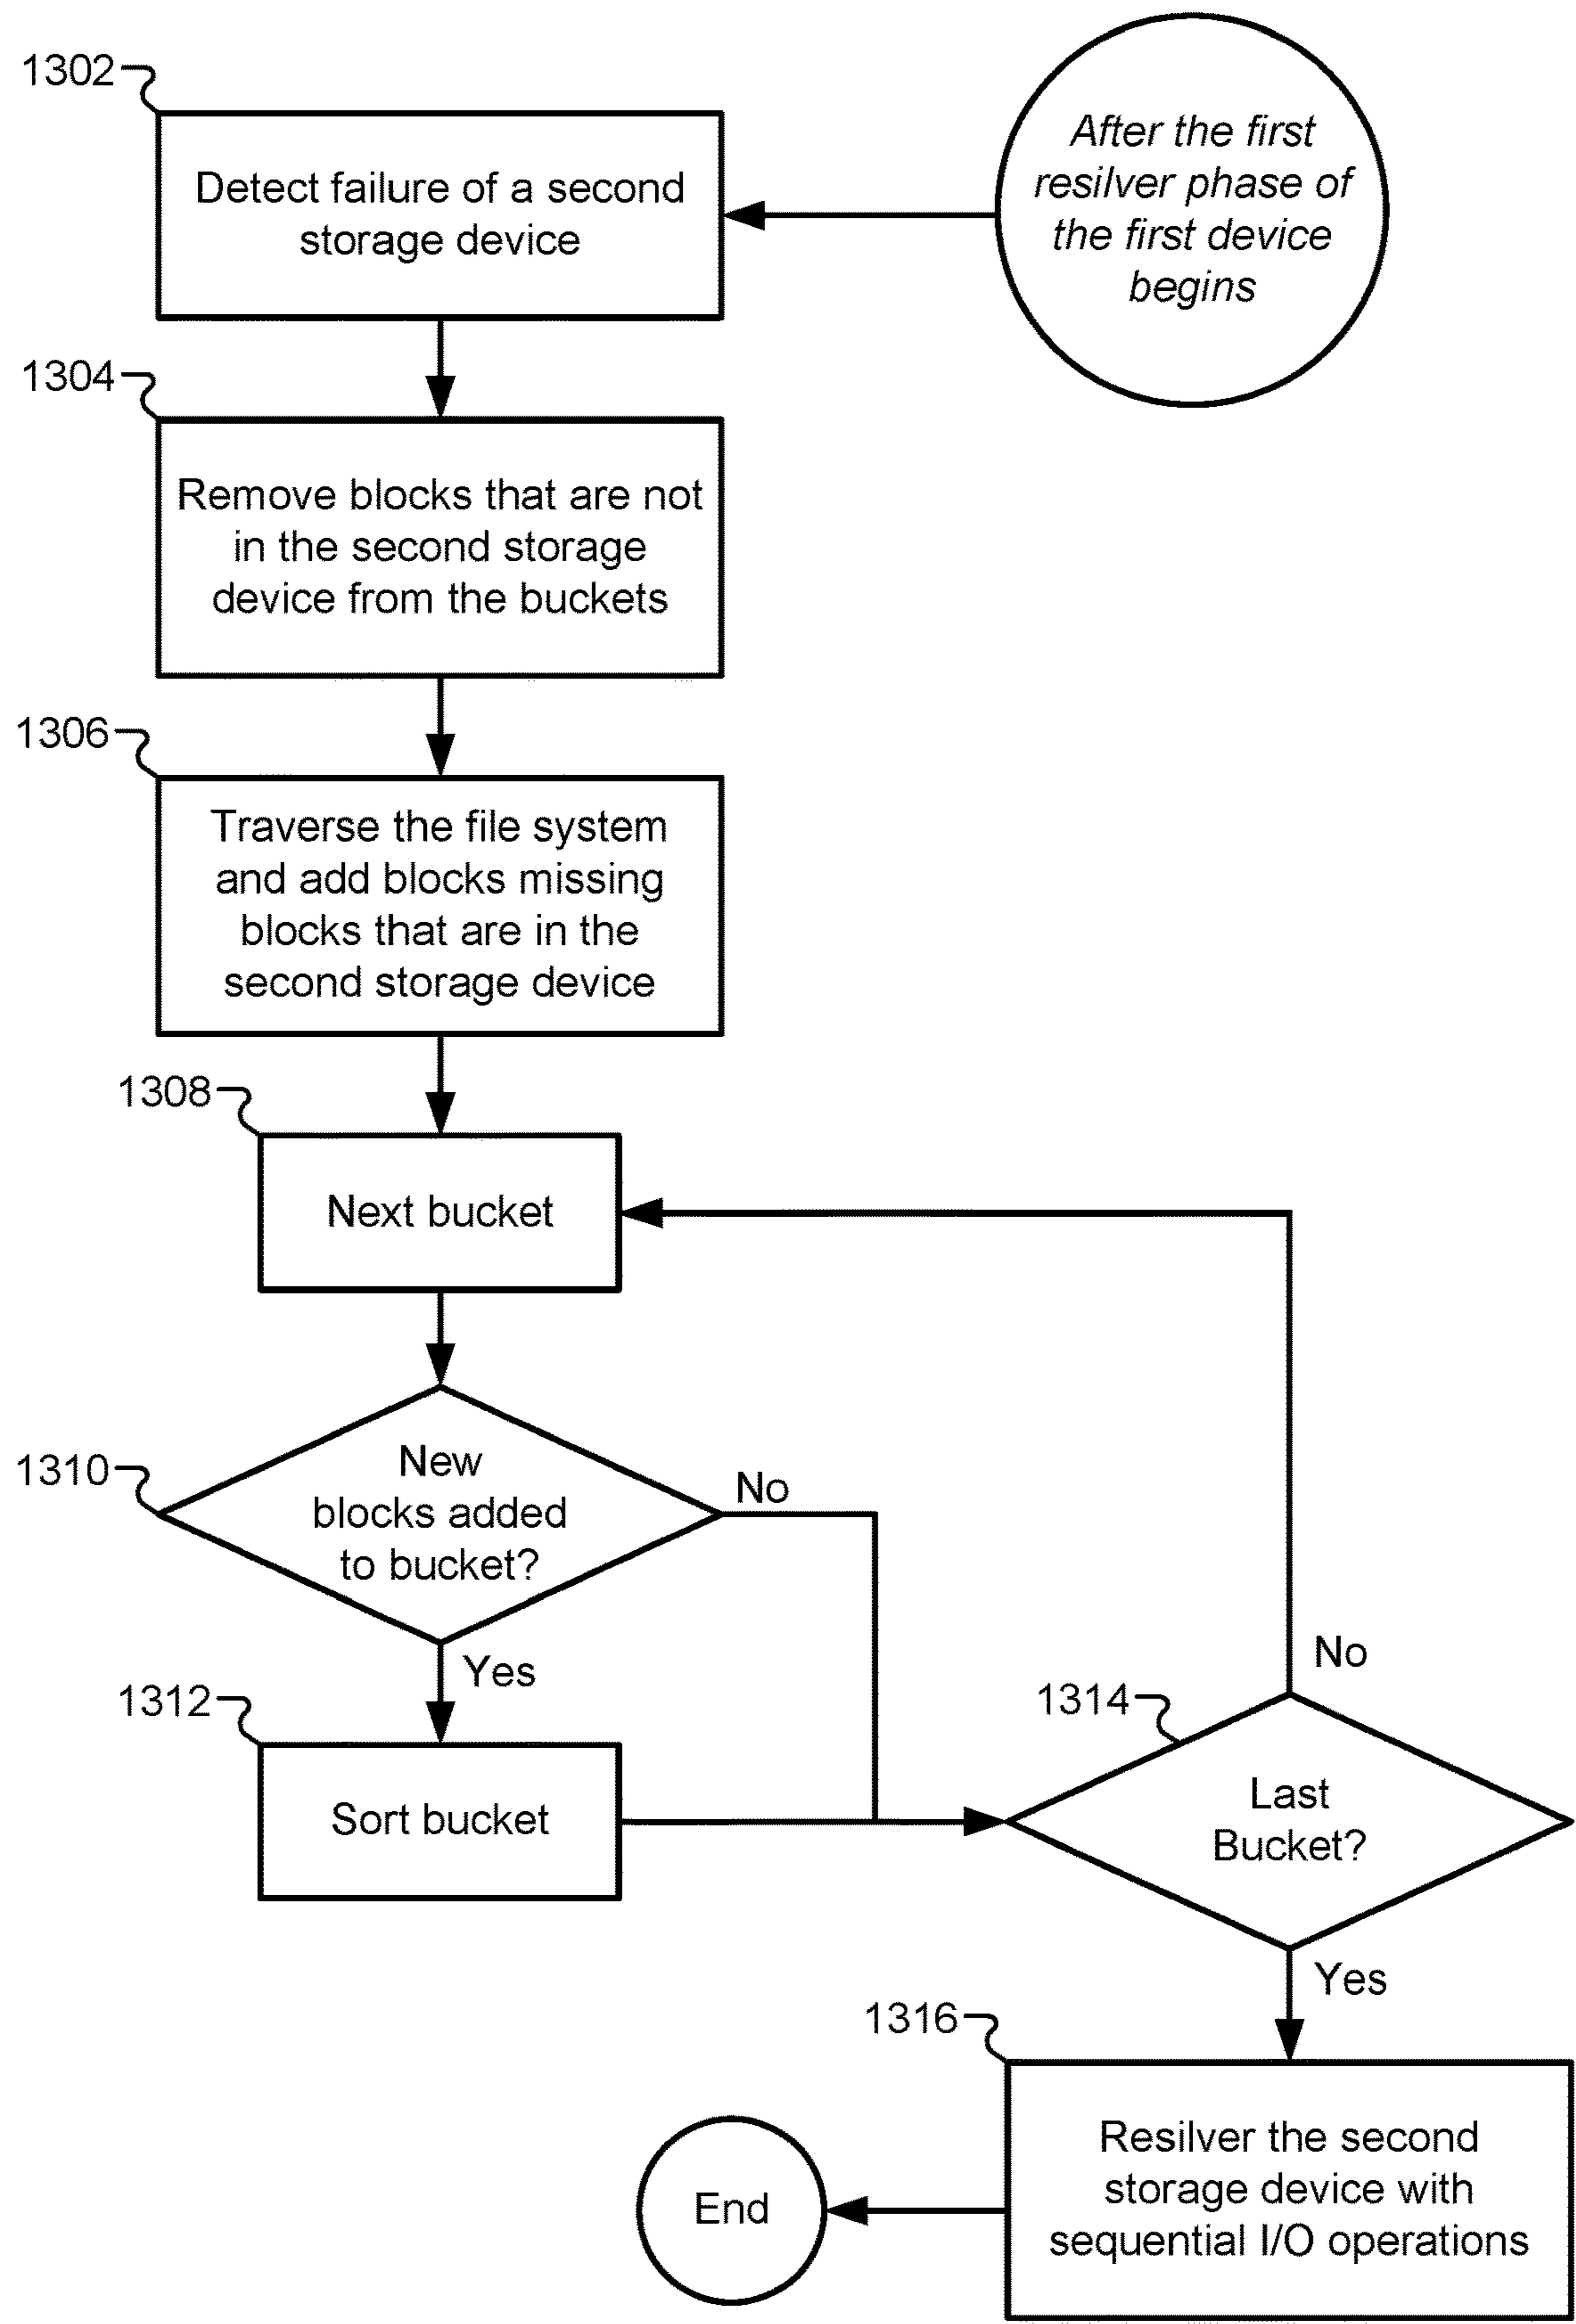 1302
Detect failure of a second
storage device
After the first
resilver phase of
the first device
begins
1304
Remove blocks that are not
in the second storage
device from the buckets
1306
Traverse the file system
and add blocks missing
blocks that are in the
second storage device
1308
Next bucket
1310
New
blocks added
to bucket?
No
Yes
1312
Sort bucket
No
1314
Last
Bucket?
Yes
1316
Resilver the second
storage device with
sequential I/O operations
End